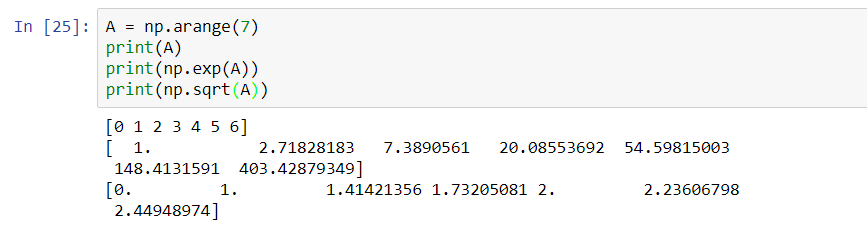 In [25]: A = np.arange(7)
print(A)
print(np.exp(A))
print(np.sqrt(A))
[0 1 2 3 4 5 6]
[  1.           2.71828183   7.3890561   20.08553692  54.59815003
 148.4131591  403.42879349]
[0.         1.         1.41421356 1.73205081 2.         2.23606798
 2.44948974]